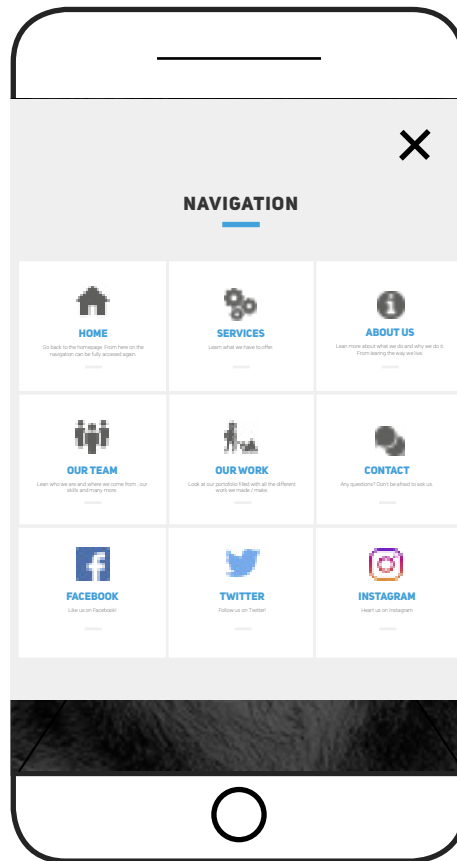 NAVIGATION
HOME
Go back to the homepage. From here on the
navigation can be fully accessed again.
SERVICES
Learn what we have to offer.
ABOUT US
Lean more about what we do and why we do it.
From learing the way we live.
OUR TEAM
Lean who we are and where we come from . our
skills and many more.
OUR WORK
Look at our portofolio filled with all the different
work we made / make.
CONTACT
Any questions? Don't be afraid to ask us.
FACEBOOK
Like us on Facebook!
TWITTER
Follow us on Twitter!
INSTAGRAM
Heart us on Instagram